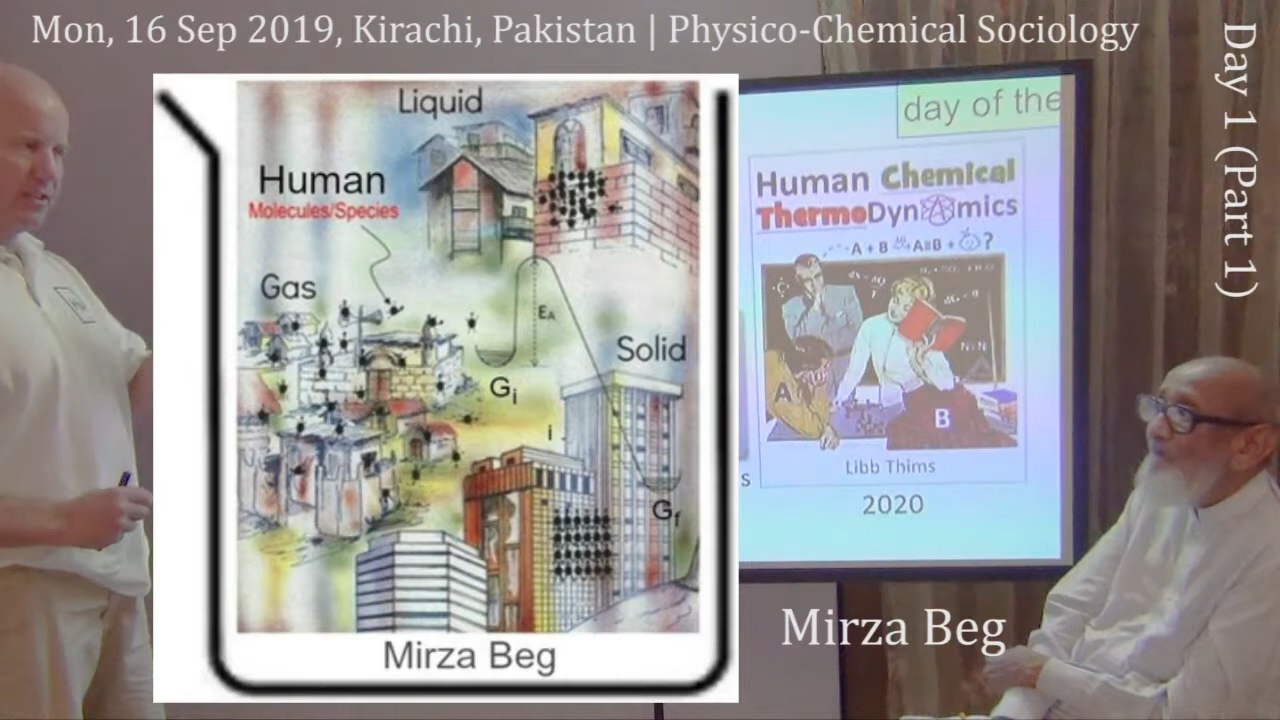 Mon, 16 Sep 2019, Kirachi, Pakistan | Physico-Chemical Sociology
Day 1 (Part 1)
Liquid
Human
Molecules/Species
Gas
EA
Solid
Gi
i
Gf
Mirza Beg
day of the
Human Chemical
ThermoDynAmics
A + B
A≡B +
?
A
B
N≡N
Libb Thims
s
2020
Mirza Beg